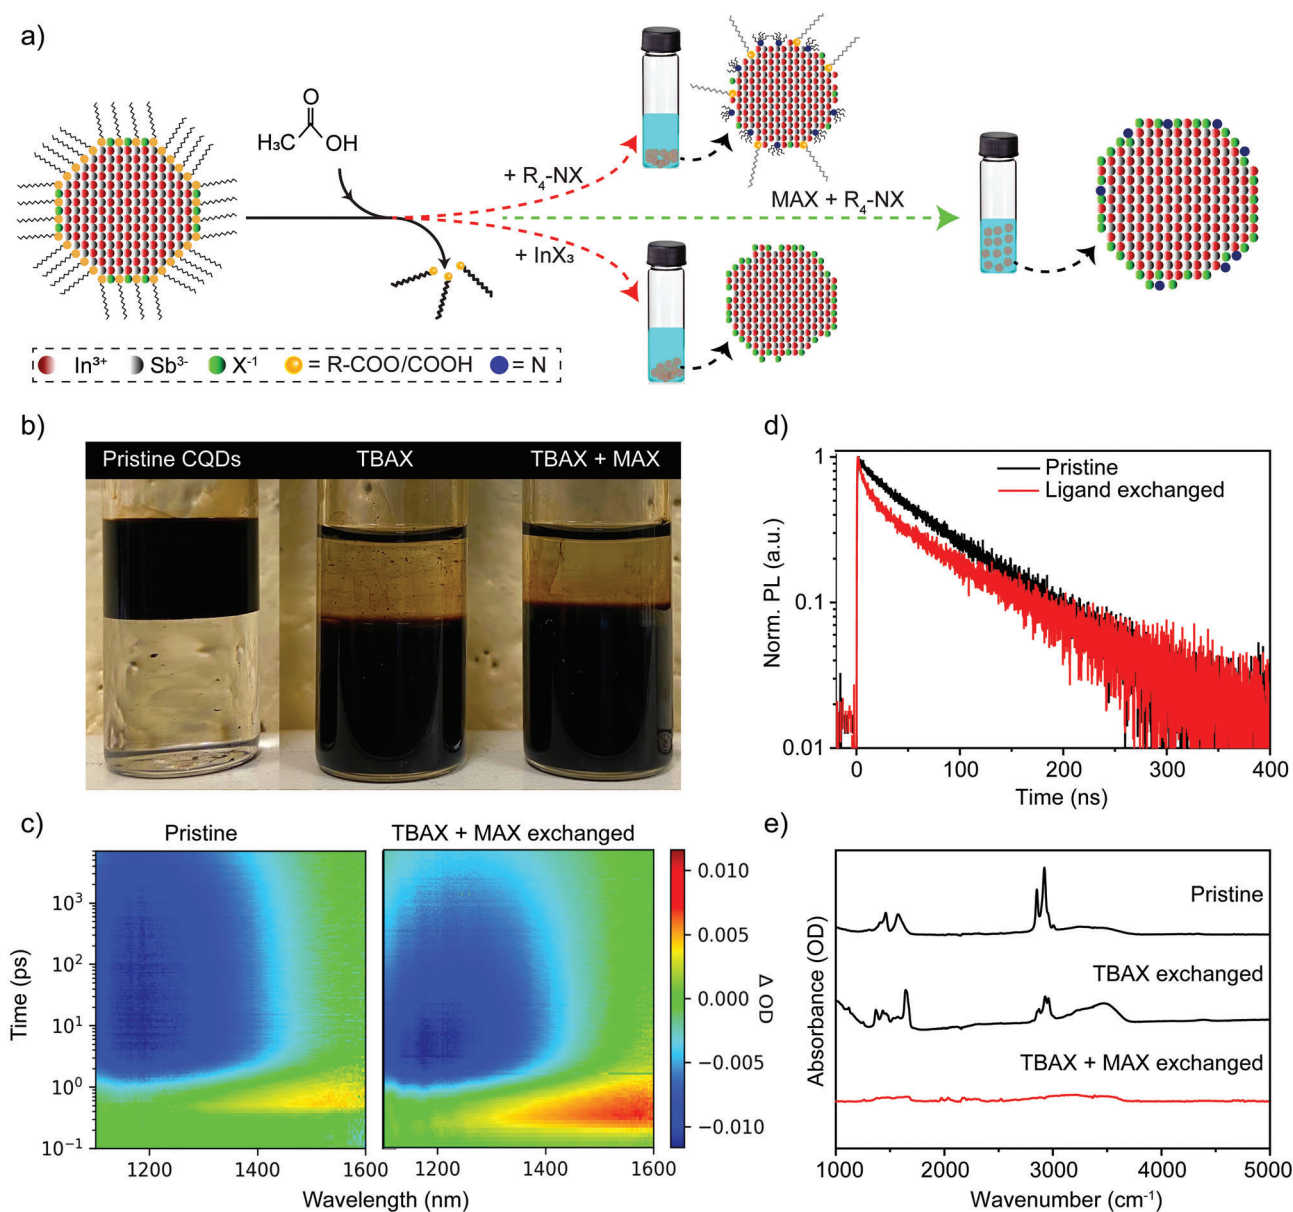 a)
O
H₃C
OH
+ R₄-NX
+ InX₃
MAX + R₄-NX
In³⁺
Sb³⁻
X⁻¹
= R-COO/COOH
= N
b)
Pristine CQDs
TBAX
TBAX + MAX
c)
Pristine
TBAX + MAX exchanged
Time (ps)
10³
10²
10¹
10⁰
10⁻¹
1200
1400
1600
1200
1400
1600
Wavelength (nm)
0.010
0.005
0.000
−0.005
−0.010
Δ OD
d)
Pristine
Ligand exchanged
Norm. PL (a.u.)
1
0.1
0.01
0
100
200
300
400
Time (ns)
e)
Pristine
TBAX exchanged
TBAX + MAX exchanged
Absorbance (OD)
1000
2000
3000
4000
5000
Wavenumber (cm⁻¹)